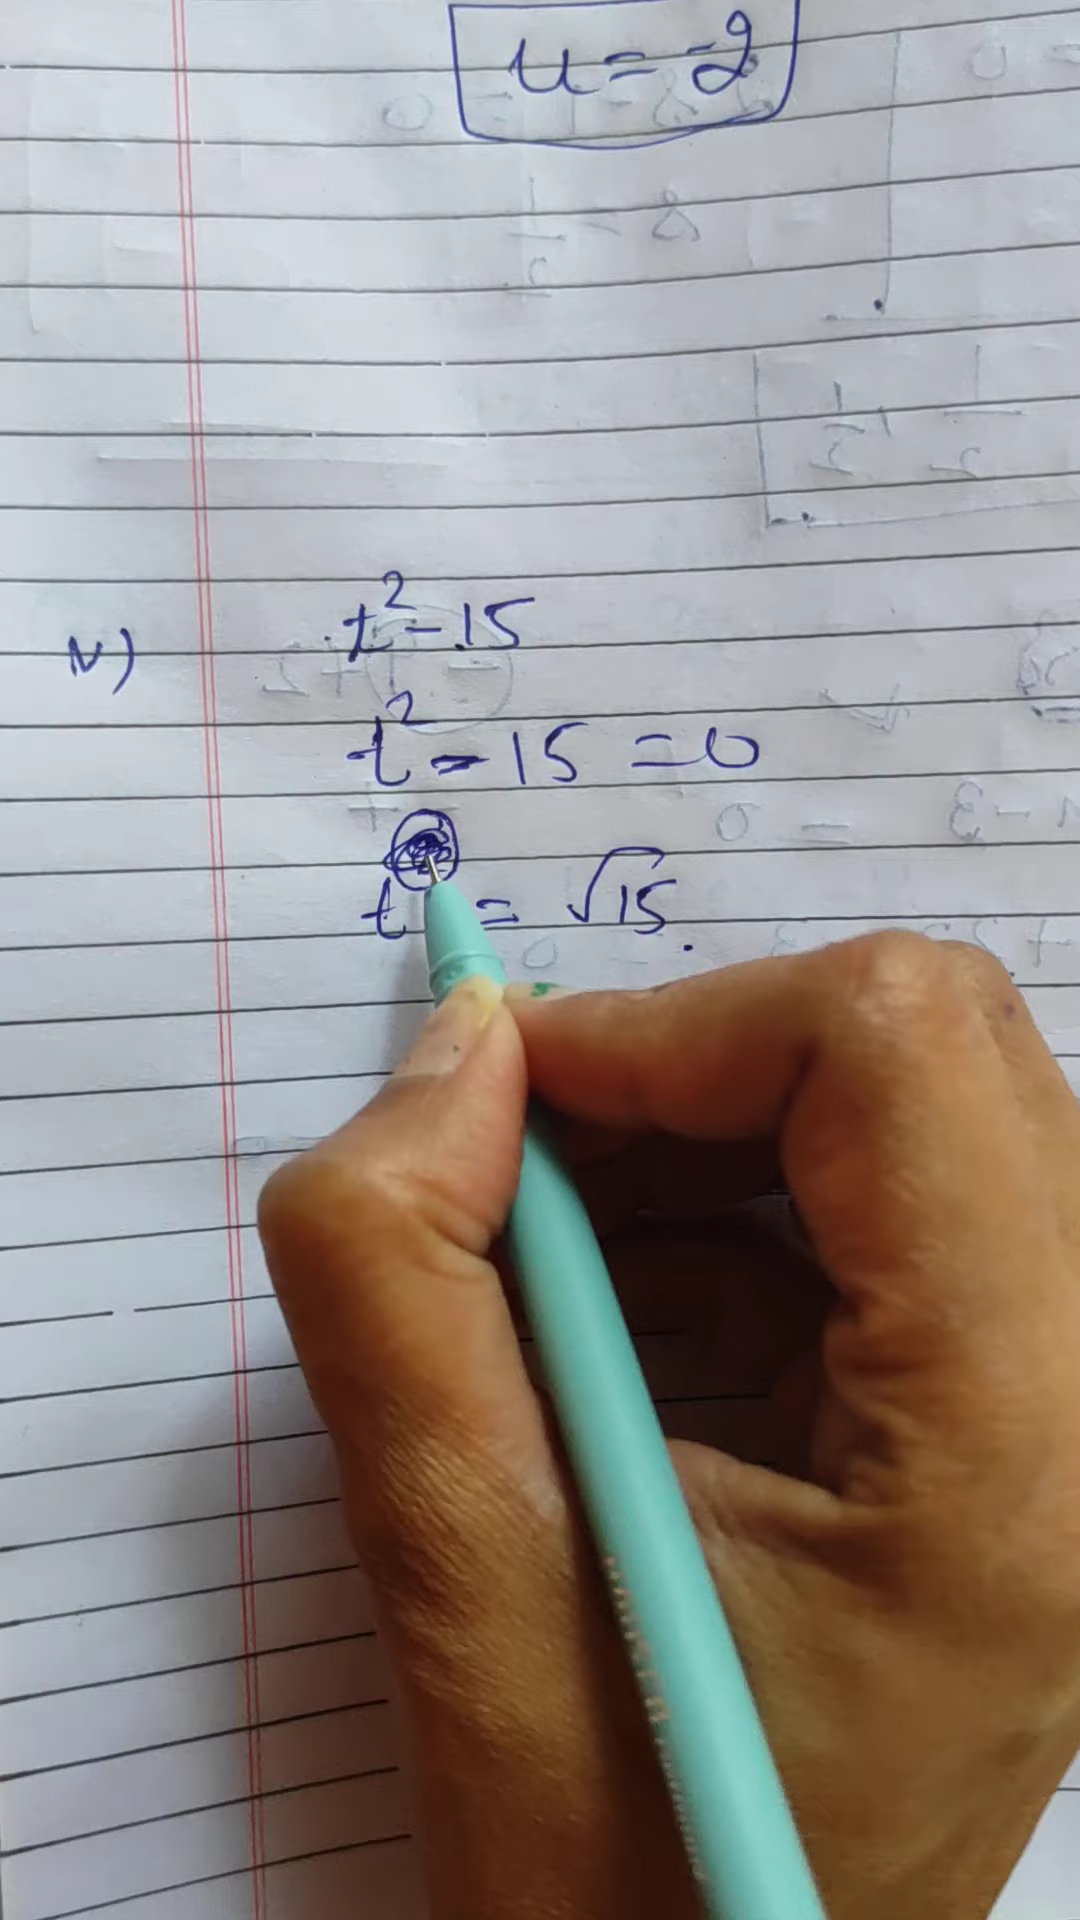 u = -2
iv) t² - 15
t² - 15 = 0
t = √15